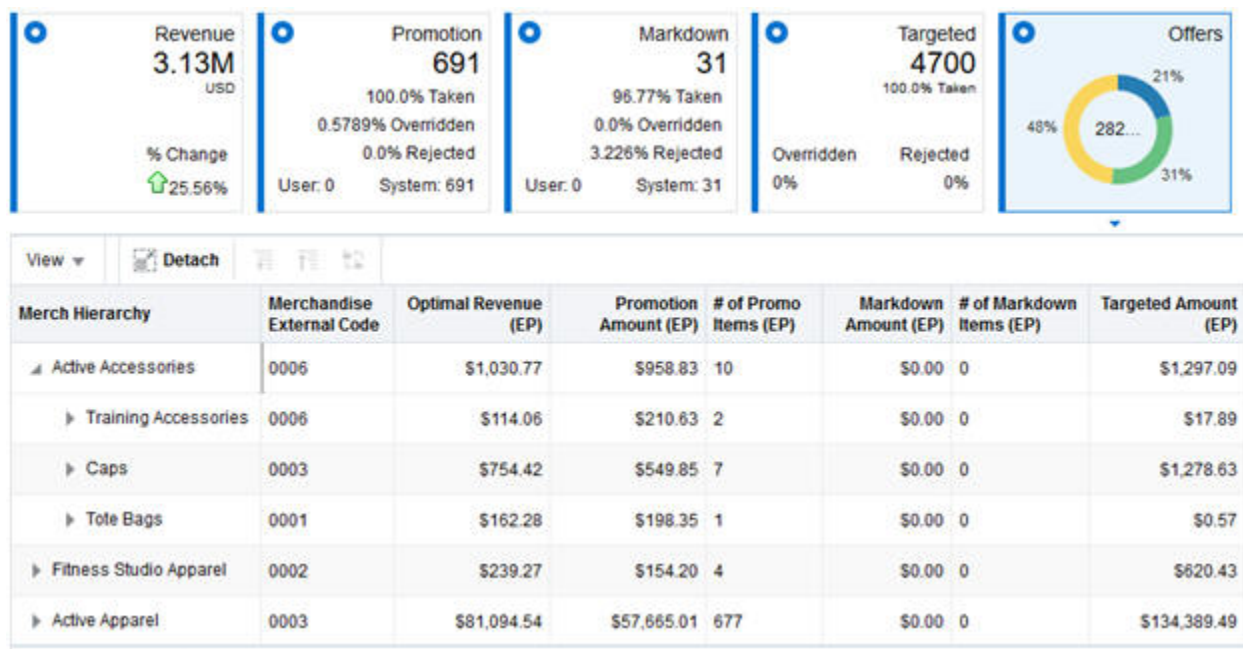 Revenue
3.13M
USD
% Change
25.56%
Promotion
691
100.0% Taken
0.5789% Overridden
0.0% Rejected
User: 0 System: 691
Markdown
31
96.77% Taken
0.0% Overridden
3.226% Rejected
User: 0 System: 31
Targeted
4700
100.0% Taken
Overridden Rejected
0% 0%
Offers
21%
48%
282...
31%
View Detach
Merch Hierarchy Merchandise External Code Optimal Revenue (EP) Promotion Amount (EP) # of Promo Items (EP) Markdown Amount (EP) # of Markdown Items (EP) Targeted Amount (EP)
Active Accessories 0006 $1,030.77 $958.83 10 $0.00 0 $1,297.09
Training Accessories 0006 $114.06 $210.63 2 $0.00 0 $17.89
Caps 0003 $754.42 $549.85 7 $0.00 0 $1,278.63
Tote Bags 0001 $162.28 $198.35 1 $0.00 0 $0.57
Fitness Studio Apparel 0002 $239.27 $154.20 4 $0.00 0 $620.43
Active Apparel 0003 $81,094.54 $57,665.01 677 $0.00 0 $134,389.49